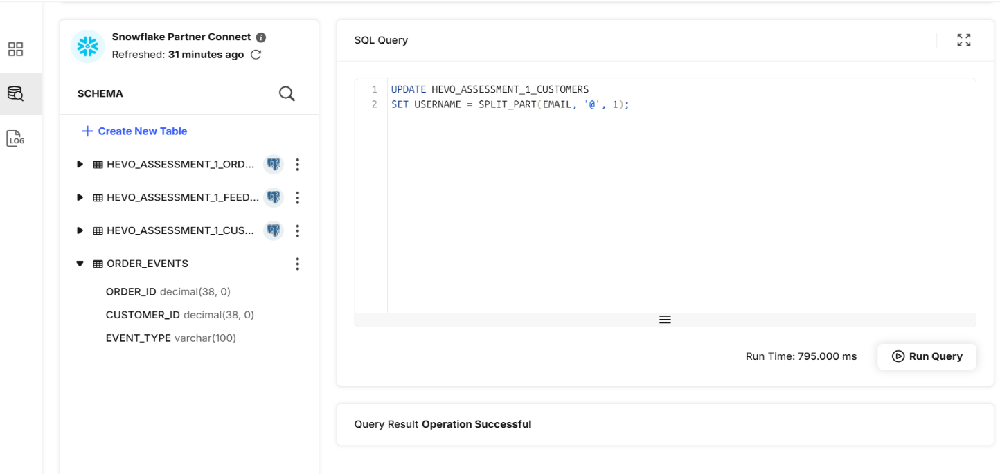 Snowflake Partner Connect
Refreshed: 31 minutes ago
SCHEMA
Create New Table
HEVO_ASSESSMENT_1_ORD...
HEVO_ASSESSMENT_1_FEED...
HEVO_ASSESSMENT_1_CUS...
ORDER_EVENTS
ORDER_ID decimal(38, 0)
CUSTOMER_ID decimal(38, 0)
EVENT_TYPE varchar(100)
LOG
SQL Query
1 UPDATE HEVO_ASSESSMENT_1_CUSTOMERS
2 SET USERNAME = SPLIT_PART(EMAIL, '@', 1);
Run Time: 795.000 ms
Run Query
Query Result Operation Successful